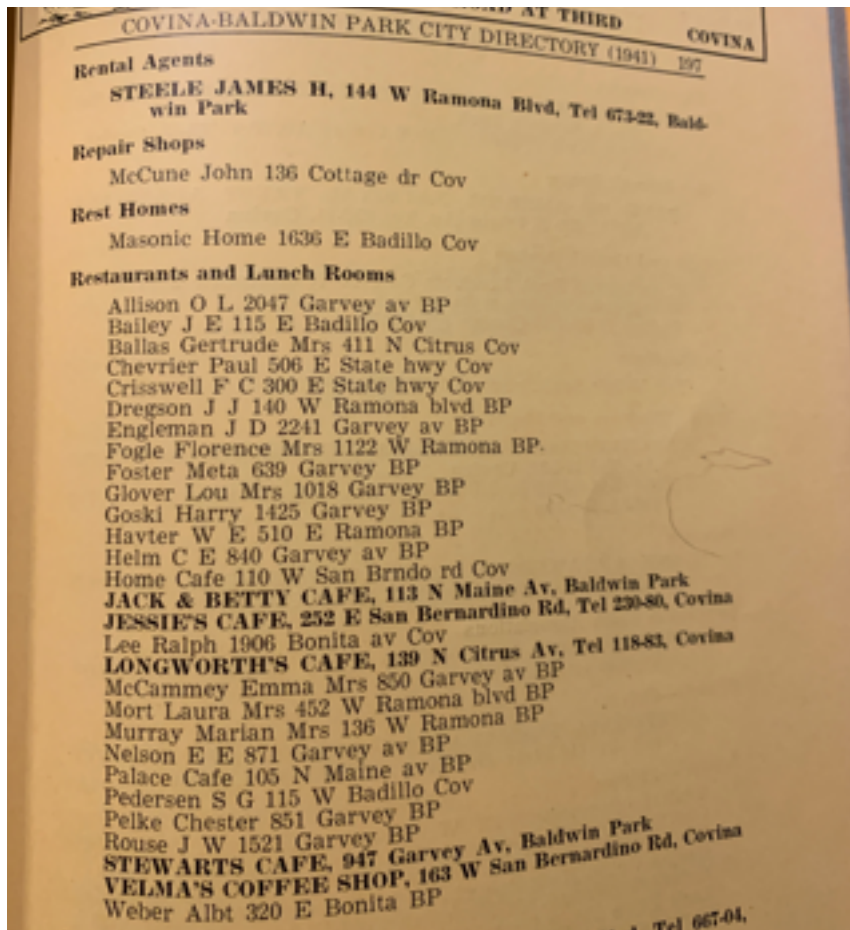 AT THIRD
COVINA
COVINA-BALDWIN PARK CITY DIRECTORY (1941) 197
Rental Agents
STEELE JAMES H, 144 W Ramona Blvd, Tel 673-22, Bald-
win Park
Repair Shops
McCune John 136 Cottage dr Cov
Rest Homes
Masonic Home 1636 E Badillo Cov
Restaurants and Lunch Rooms
Allison O L 2047 Garvey av BP
Bailey J E 115 E Badillo Cov
Ballas Gertrude Mrs 411 N Citrus Cov
Chevrier Paul 506 E State hwy Cov
Crisswell F C 300 E State hwy Cov
Dregson J J 140 W Ramona blvd BP
Engleman J D 2241 Garvey av BP
Fogle Florence Mrs 1122 W Ramona BP
Foster Meta 639 Garvey BP
Glover Lou Mrs 1018 Garvey BP
Goski Harry 1425 Garvey BP
Havter W E 510 E Ramona BP
Helm C E 840 Garvey av BP
Home Cafe 110 W San Brndo rd Cov
JACK & BETTY CAFE, 113 N Maine Av, Baldwin Park
JESSIE'S CAFE, 252 E San Bernardino Rd, Tel 230-80, Covina
Lee Ralph 1906 Bonita av Cov
LONGWORTH'S CAFE, 139 N Citrus Av, Tel 118-83, Covina
McCammey Emma Mrs 850 Garvey av BP
Mort Laura Mrs 452 W Ramona blvd BP
Murray Marian Mrs 136 W Ramona BP
Nelson E E 871 Garvey av BP
Palace Cafe 105 N Maine av BP
Pedersen S G 115 W Badillo Cov
Pelke Chester 851 Garvey BP
Rouse J W 1521 Garvey BP
STEWARTS CAFE, 947 Garvey Av, Baldwin Park
VELMA'S COFFEE SHOP, 163 W San Bernardino Rd, Covina
Weber Albt 320 E Bonita BP
Tel 667-04,